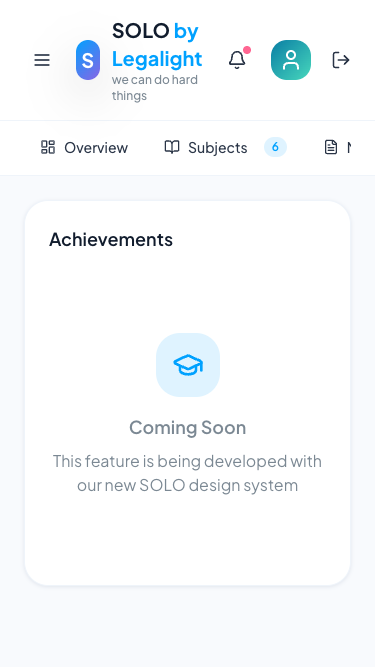 S
SOLO by
Legalight
we can do hard
things
Overview
Subjects
6
Achievements
Coming Soon
This feature is being developed with
our new SOLO design system